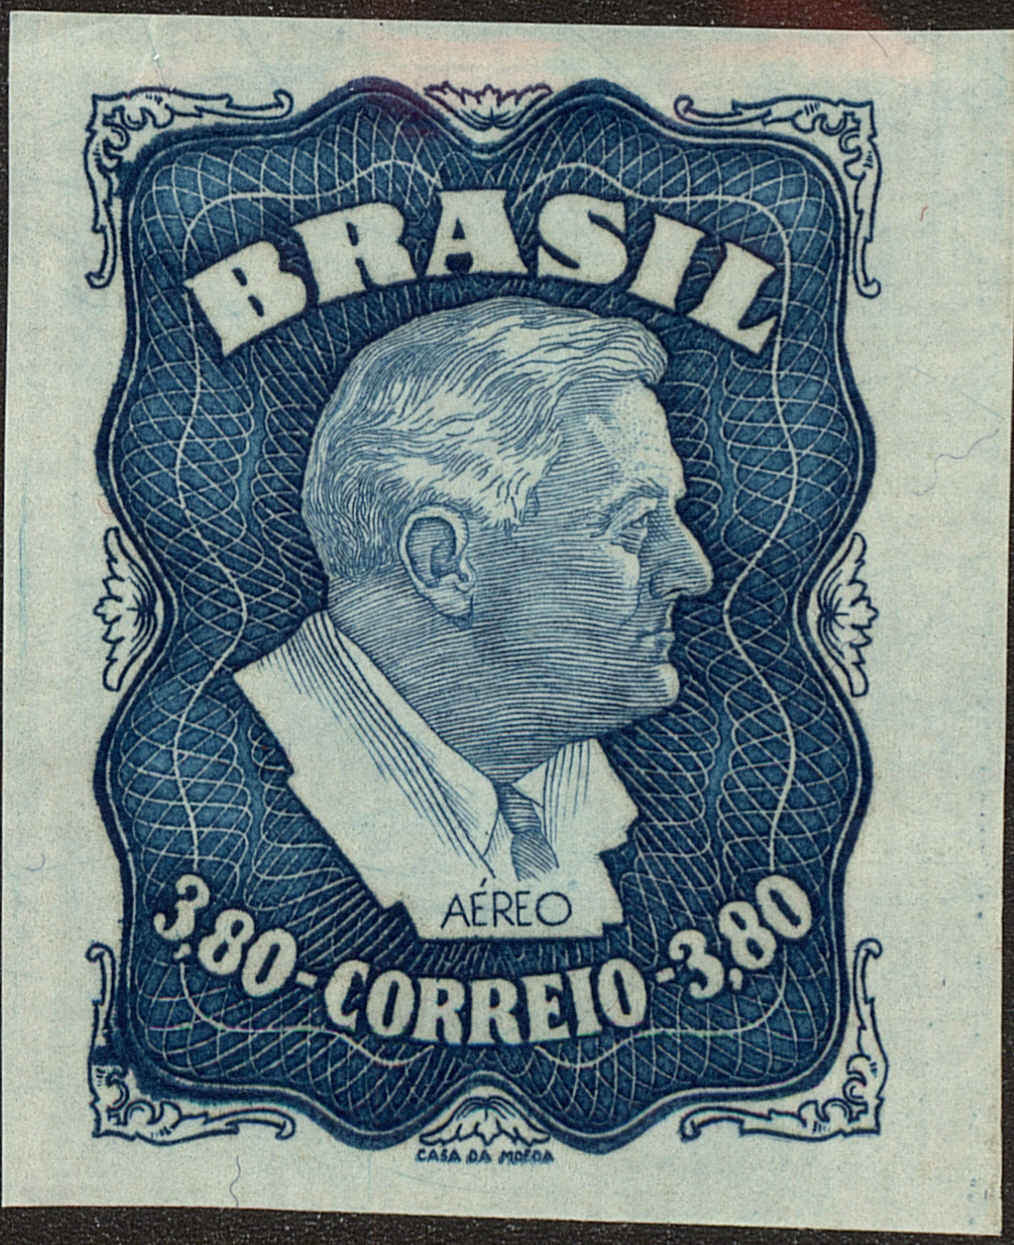 BRASIL
AÉREO
3,80-CORREIO-3,80
CASA DA MOEDA